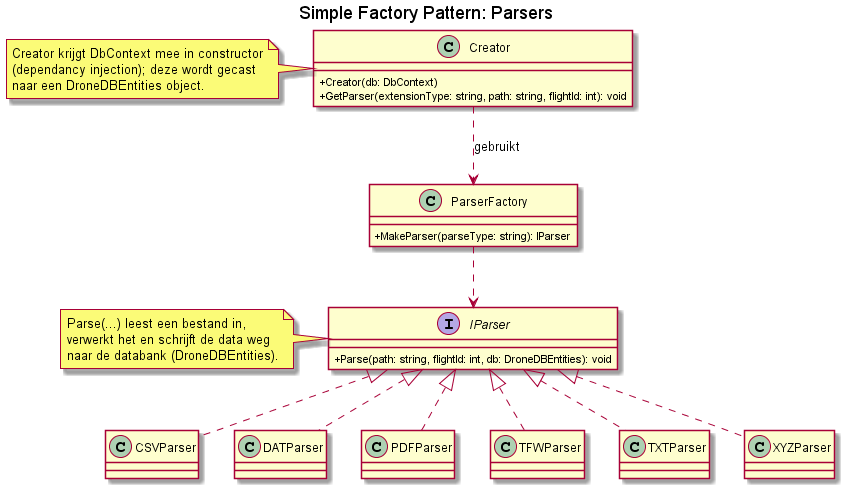 Simple Factory Pattern: Parsers
Creator krijgt DbContext mee in constructor
(dependancy injection); deze wordt gecast
naar een DroneDBEntities object.
C Creator
+Creator(db: DbContext)
+GetParser(extensionType: string, path: string, flightId: int): void
gebruikt
C ParserFactory
+MakeParser(parseType: string): IParser
Parse(...) leest een bestand in,
verwerkt het en schrijft de data weg
naar de databank (DroneDBEntities).
I IParser
+Parse(path: string, flightId: int, db: DroneDBEntities): void
C CSVParser
C DATParser
C PDFParser
C TFWParser
C TXTParser
C XYZParser